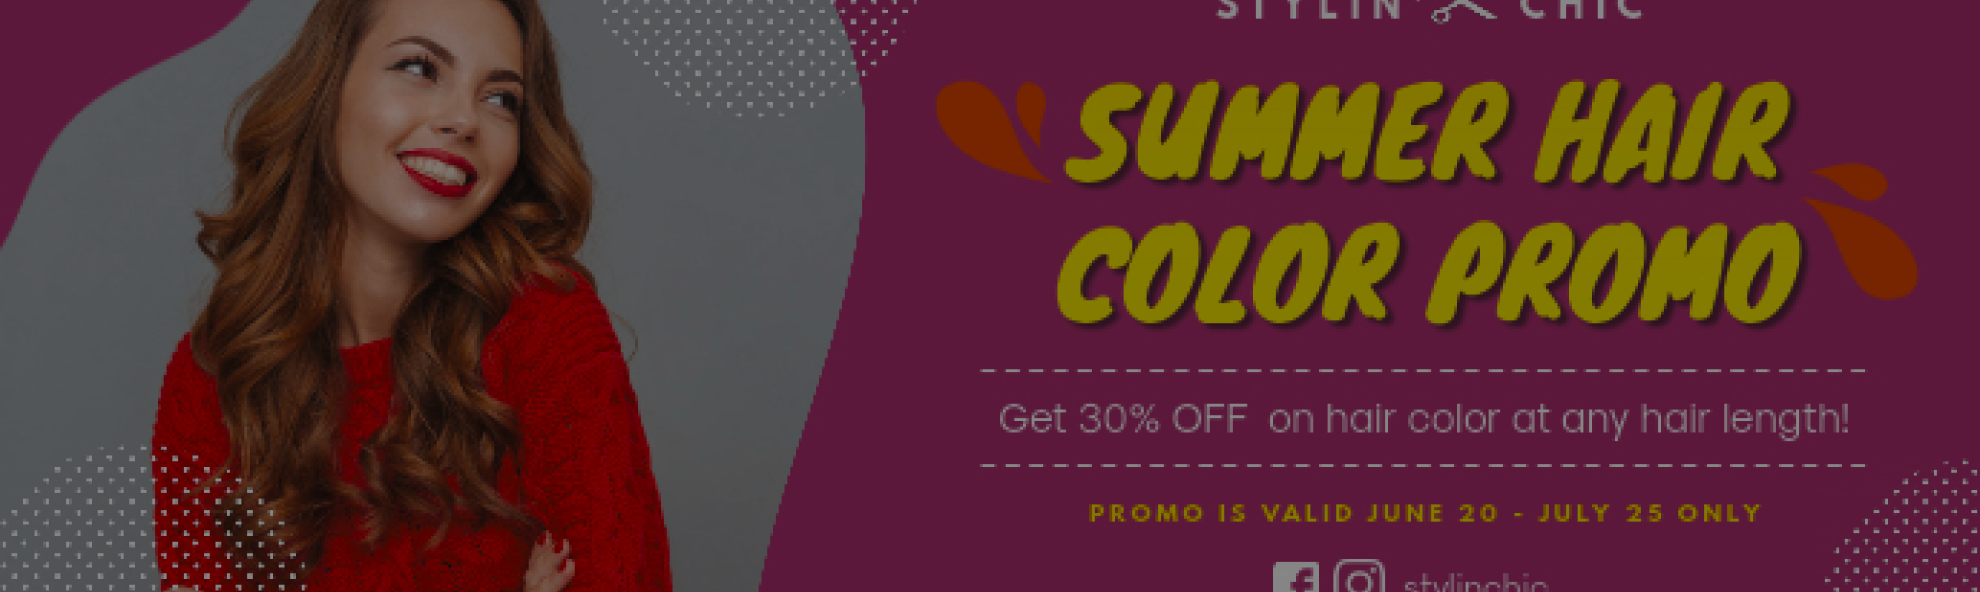 STYLIN' CHIC
SUMMER HAIR
COLOR PROMO
Get 30% OFF on hair color at any hair length!
PROMO IS VALID JUNE 20 - JULY 25 ONLY
stylinchic